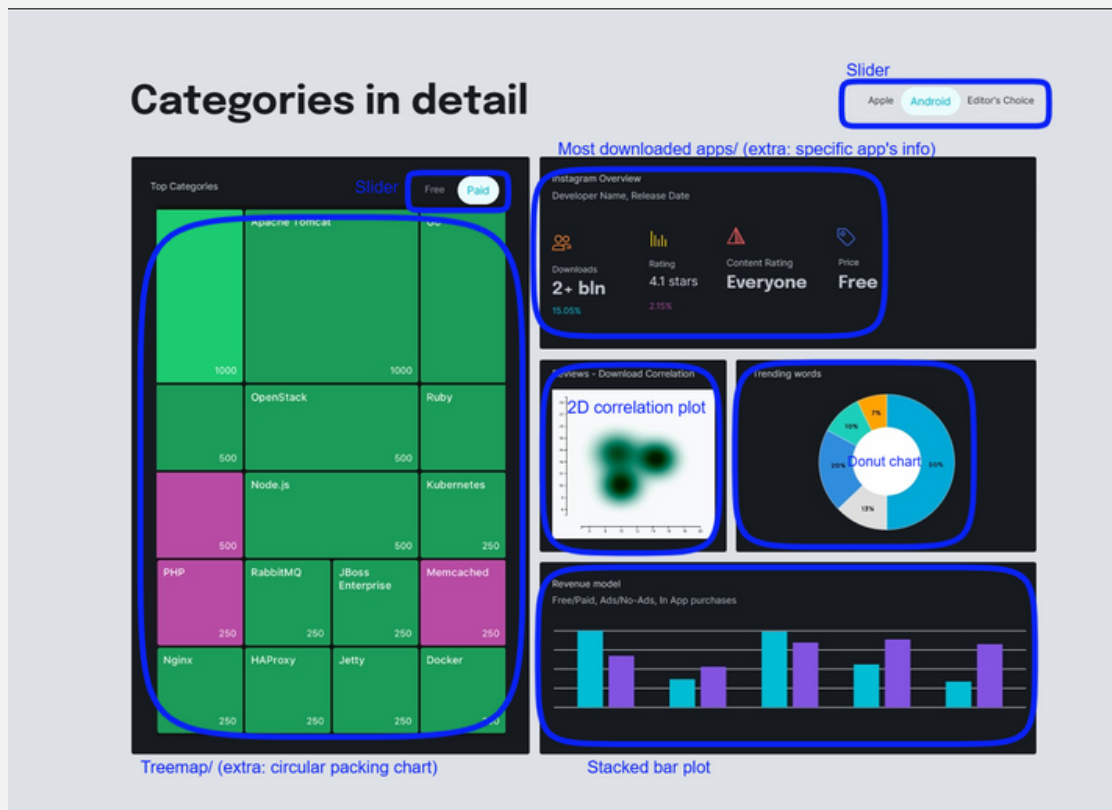 Slider
Categories in detail
Apple Android Editor's Choice
Most downloaded apps/ (extra: specific app's info)
Top Categories
Slider
Free Paid
Apache Tomcat
1000
1000
OpenStack
Ruby
500
500
Node.js
Kubernetes
500
500
250
PHP
RabbitMQ
JBoss
Enterprise
Memcached
250
250
250
250
Nginx
HAProxy
Jetty
Docker
250
250
250
250
Instagram Overview
Developer Name, Release Date
Downloads
2+ bln
15.05%
Rating
4.1 stars
2.15%
Content Rating
Everyone
Price
Free
Reviews - Download Correlation
2D correlation plot
Trending words
7%
10%
20%
Donut chart
50%
13%
Revenue model
Free/Paid, Ads/No-Ads, In App purchases
Treemap/ (extra: circular packing chart)
Stacked bar plot